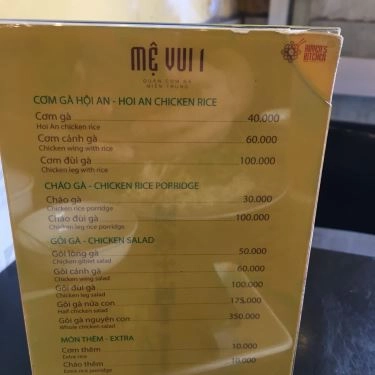 MỆ VUI 1
QUÁN CƠM GÀ
MIỀN TRUNG
KITCHEN
CƠM GÀ HỘI AN - HOI AN CHICKEN RICE
Cơm gà 40.000
Hoi An chicken rice
Cơm cánh gà 60.000
Chicken wing with rice
Cơm đùi gà 100.000
Chicken leg with rice
CHÁO GÀ - CHICKEN RICE PORRIDGE
Cháo gà 30.000
Chicken rice porridge
Cháo đùi gà 100.000
Chicken leg rice porridge
GỎI GÀ - CHICKEN SALAD
Gỏi lòng gà 50.000
Chicken giblet salad
Gỏi cánh gà 60.000
Chicken wing salad
Gỏi đùi gà 100.000
Chicken leg salad
Gỏi gà nửa con 175.000
Half chicken salad
Gỏi gà nguyên con 350.000
Whole chicken salad
MÓN THÊM - EXTRA
Cơm thêm 10.000
Extra rice
Cháo thêm 10.000
Extra rice porridge